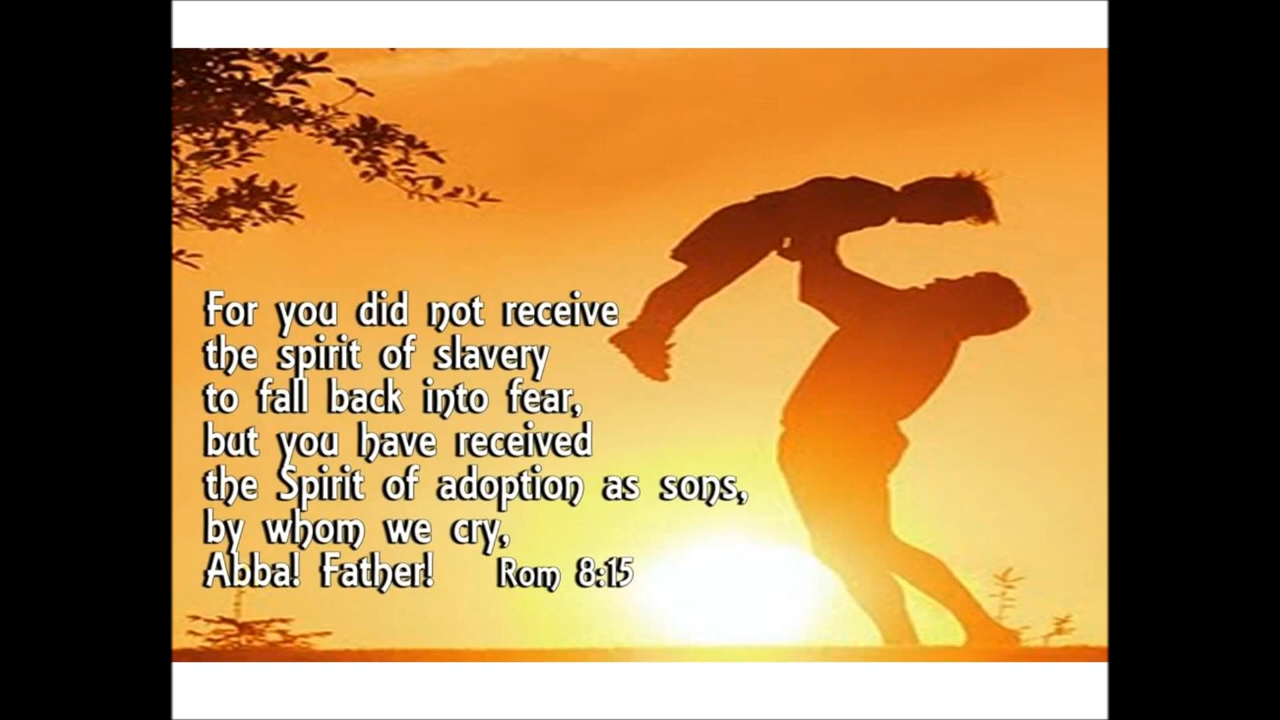 For you did not receive
the spirit of slavery
to fall back into fear,
but you have received
the Spirit of adoption as sons,
by whom we cry,
Abba! Father! Rom 8:15